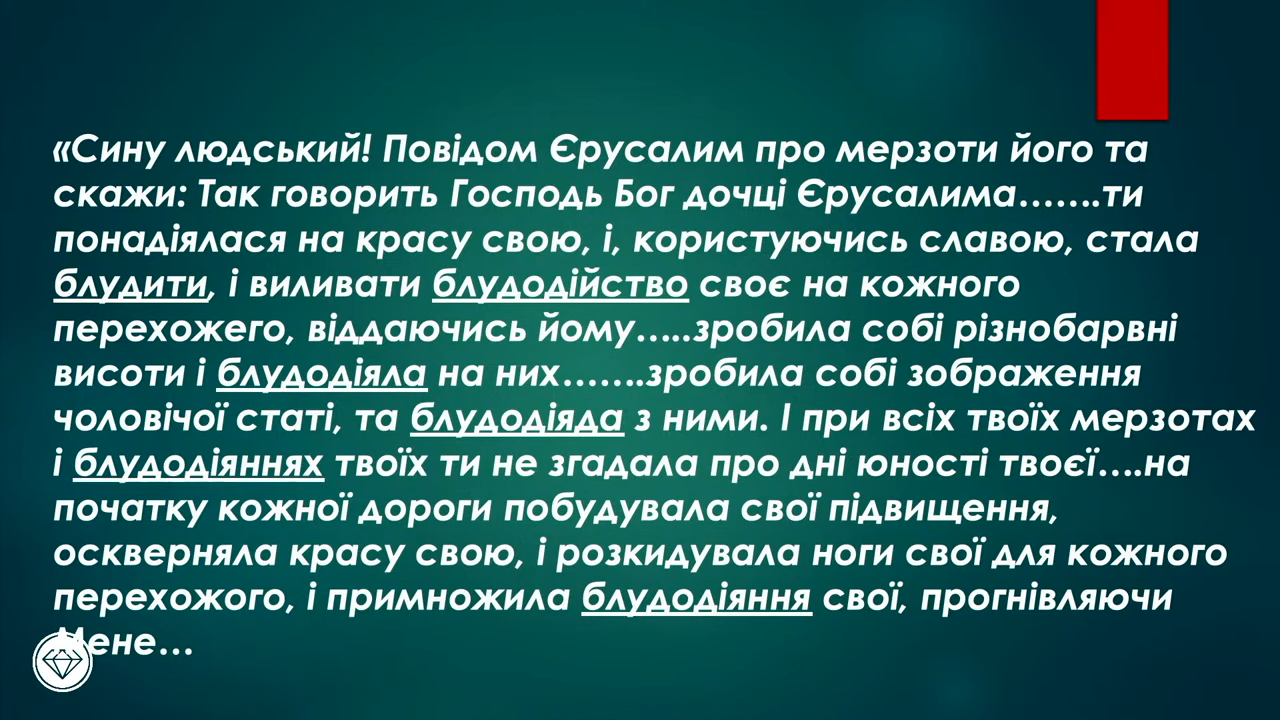 «Сину людський! Повідом Єрусалим про мерзоти його та
скажи: Так говорить Господь Бог дочці Єрусалима.......ти
понадіялася на красу свою, і, користуючись славою, стала
блудити, і виливати блудодійство своє на кожного
перехожего, віддаючись йому.....зробила собі різнобарвні
висоти і блудодіяла на них.......зробила собі зображення
чоловічої статі, та блудодіяда з ними. І при всіх твоїх мерзотах
і блудодіяннях твоїх ти не згадала про дні юності твоєї....на
початку кожної дороги побудувала свої підвищення,
оскверняла красу свою, і розкидувала ноги свої для кожного
перехожого, і примножила блудодіяння свої, прогнівляючи
Мене...